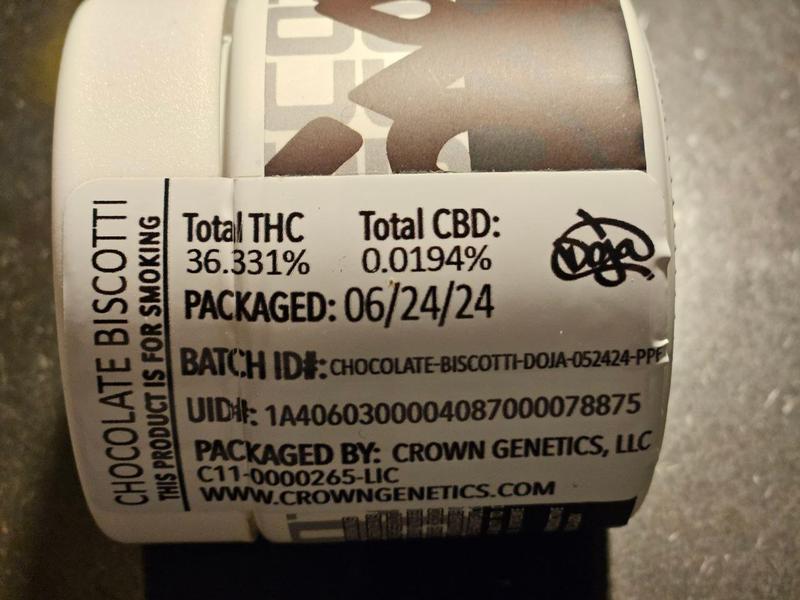 CHOCOLATE BISCOTTI
THIS PRODUCT IS FOR SMOKING
Total THC Total CBD:
36.331% 0.0194%
Doja
PACKAGED: 06/24/24
BATCH ID#: CHOCOLATE-BISCOTTI-DOJA-052424-PPF
UID#: 1A4060300004087000078875
PACKAGED BY: CROWN GENETICS, LLC
C11-0000265-LIC
WWW.CROWNGENETICS.COM